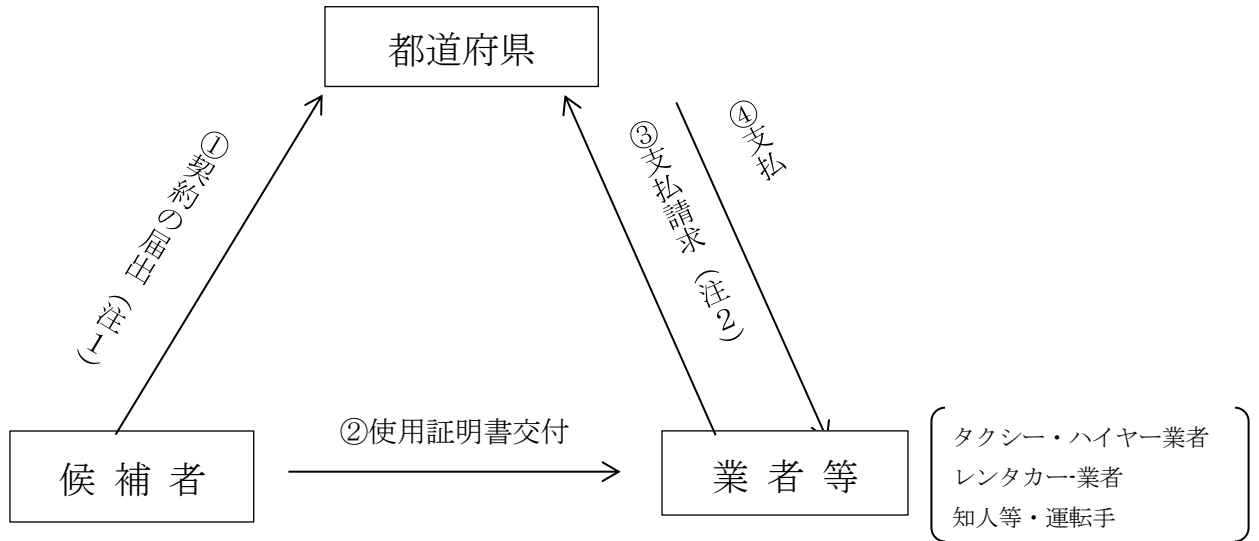 都道府県
①契約の届出（注１）
③支払請求（注２）
④支払
②使用証明書交付
候補者
業者等
タクシー・ハイヤー業者
レンタカー-業者
知人等・運転手